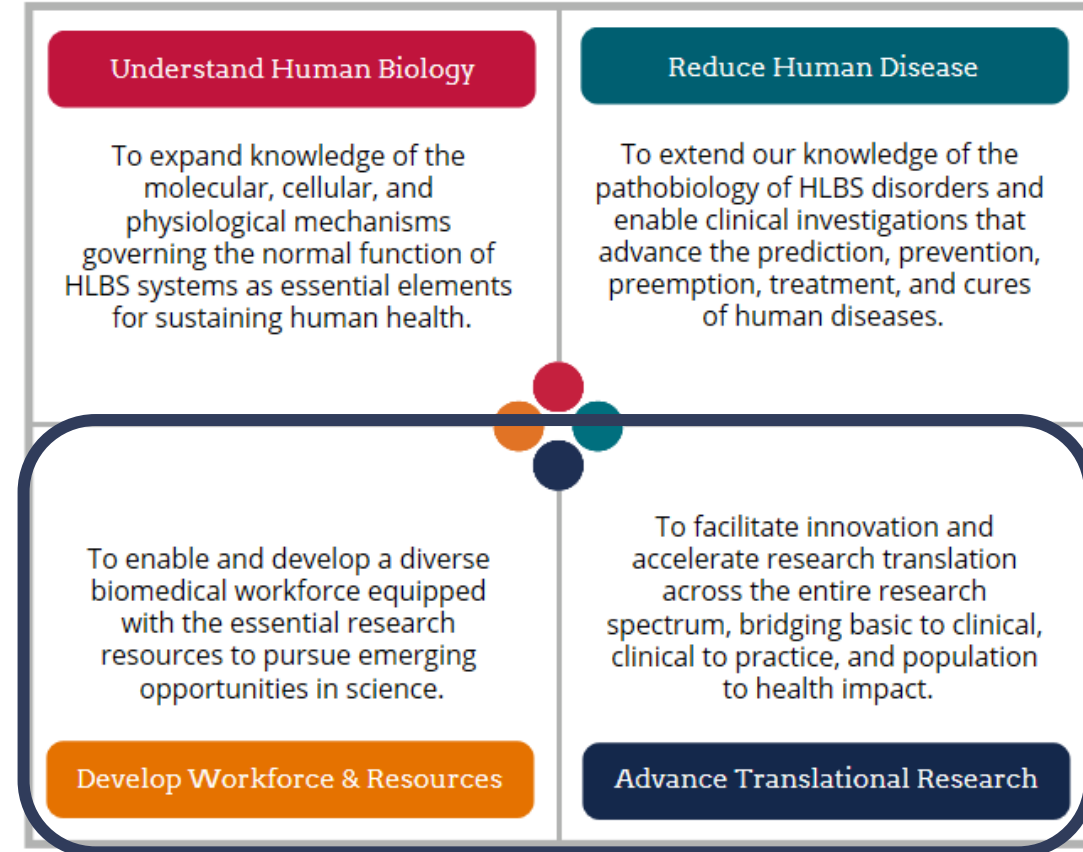 Understand Human Biology
To expand knowledge of the
molecular, cellular, and
physiological mechanisms
governing the normal function of
HLBS systems as essential elements
for sustaining human health.
Reduce Human Disease
To extend our knowledge of the
pathobiology of HLBS disorders and
enable clinical investigations that
advance the prediction, prevention,
preemption, treatment, and cures
of human diseases.
To enable and develop a diverse
biomedical workforce equipped
with the essential research
resources to pursue emerging
opportunities in science.
Develop Workforce & Resources
To facilitate innovation and
accelerate research translation
across the entire research
spectrum, bridging basic to clinical,
clinical to practice, and population
to health impact.
Advance Translational Research